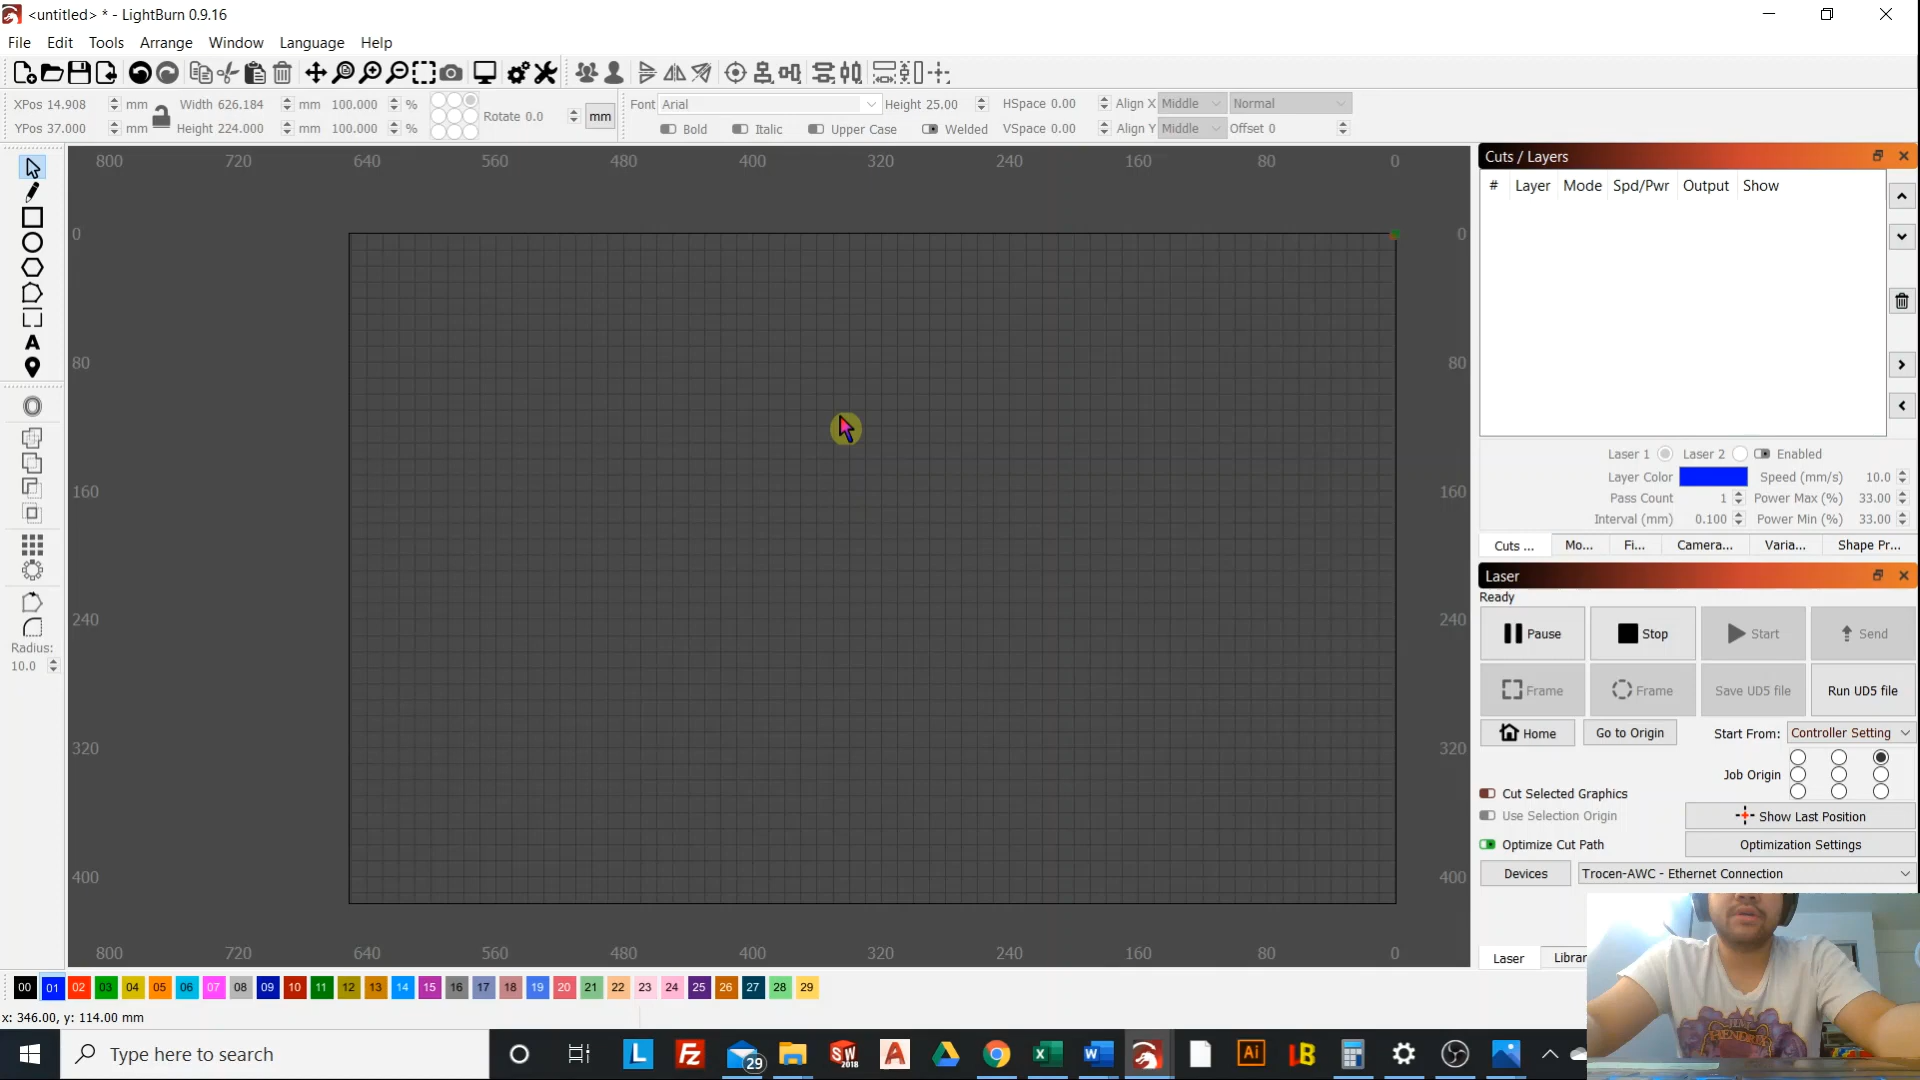 <untitled> * - LightBurn 0.9.16
File Edit Tools Arrange Window Language Help
XPos 14.908 mm Width 626.184 mm 100.000 % Rotate 0.0 mm Font Arial Height 25.00 HSpace 0.00 Align X Middle Normal
YPos 37.000 mm Height 224.000 mm 100.000 % Bold Italic Upper Case Welded VSpace 0.00 Align Y Middle Offset 0
800 720 640 560 480 400 320 240 160 80 0
0 0
80 80
160 160
240 240
320 320
400 400
800 720 640 560 480 400 320 240 160 80 0
A
Radius:
10.0
Cuts / Layers
# Layer Mode Spd/Pwr Output Show
Laser 1 Laser 2 Enabled
Layer Color Speed (mm/s) 10.0
Pass Count 1 Power Max (%) 33.00
Interval (mm) 0.100 Power Min (%) 33.00
Cuts ... Mo... Fi... Camera... Varia... Shape Pr...
Laser
Ready
Pause Stop Start Send
Frame Frame Save UD5 file Run UD5 file
Home Go to Origin Start From: Controller Setting
Job Origin
Cut Selected Graphics
Use Selection Origin Show Last Position
Optimize Cut Path Optimization Settings
Devices Trocen-AWC - Ethernet Connection
Laser Librar
00 01 02 03 04 05 06 07 08 09 10 11 12 13 14 15 16 17 18 19 20 21 22 23 24 25 26 27 28 29
x: 346.00, y: 114.00 mm
Type here to search
L FZ 29 SW 2018 A X W Ai LB